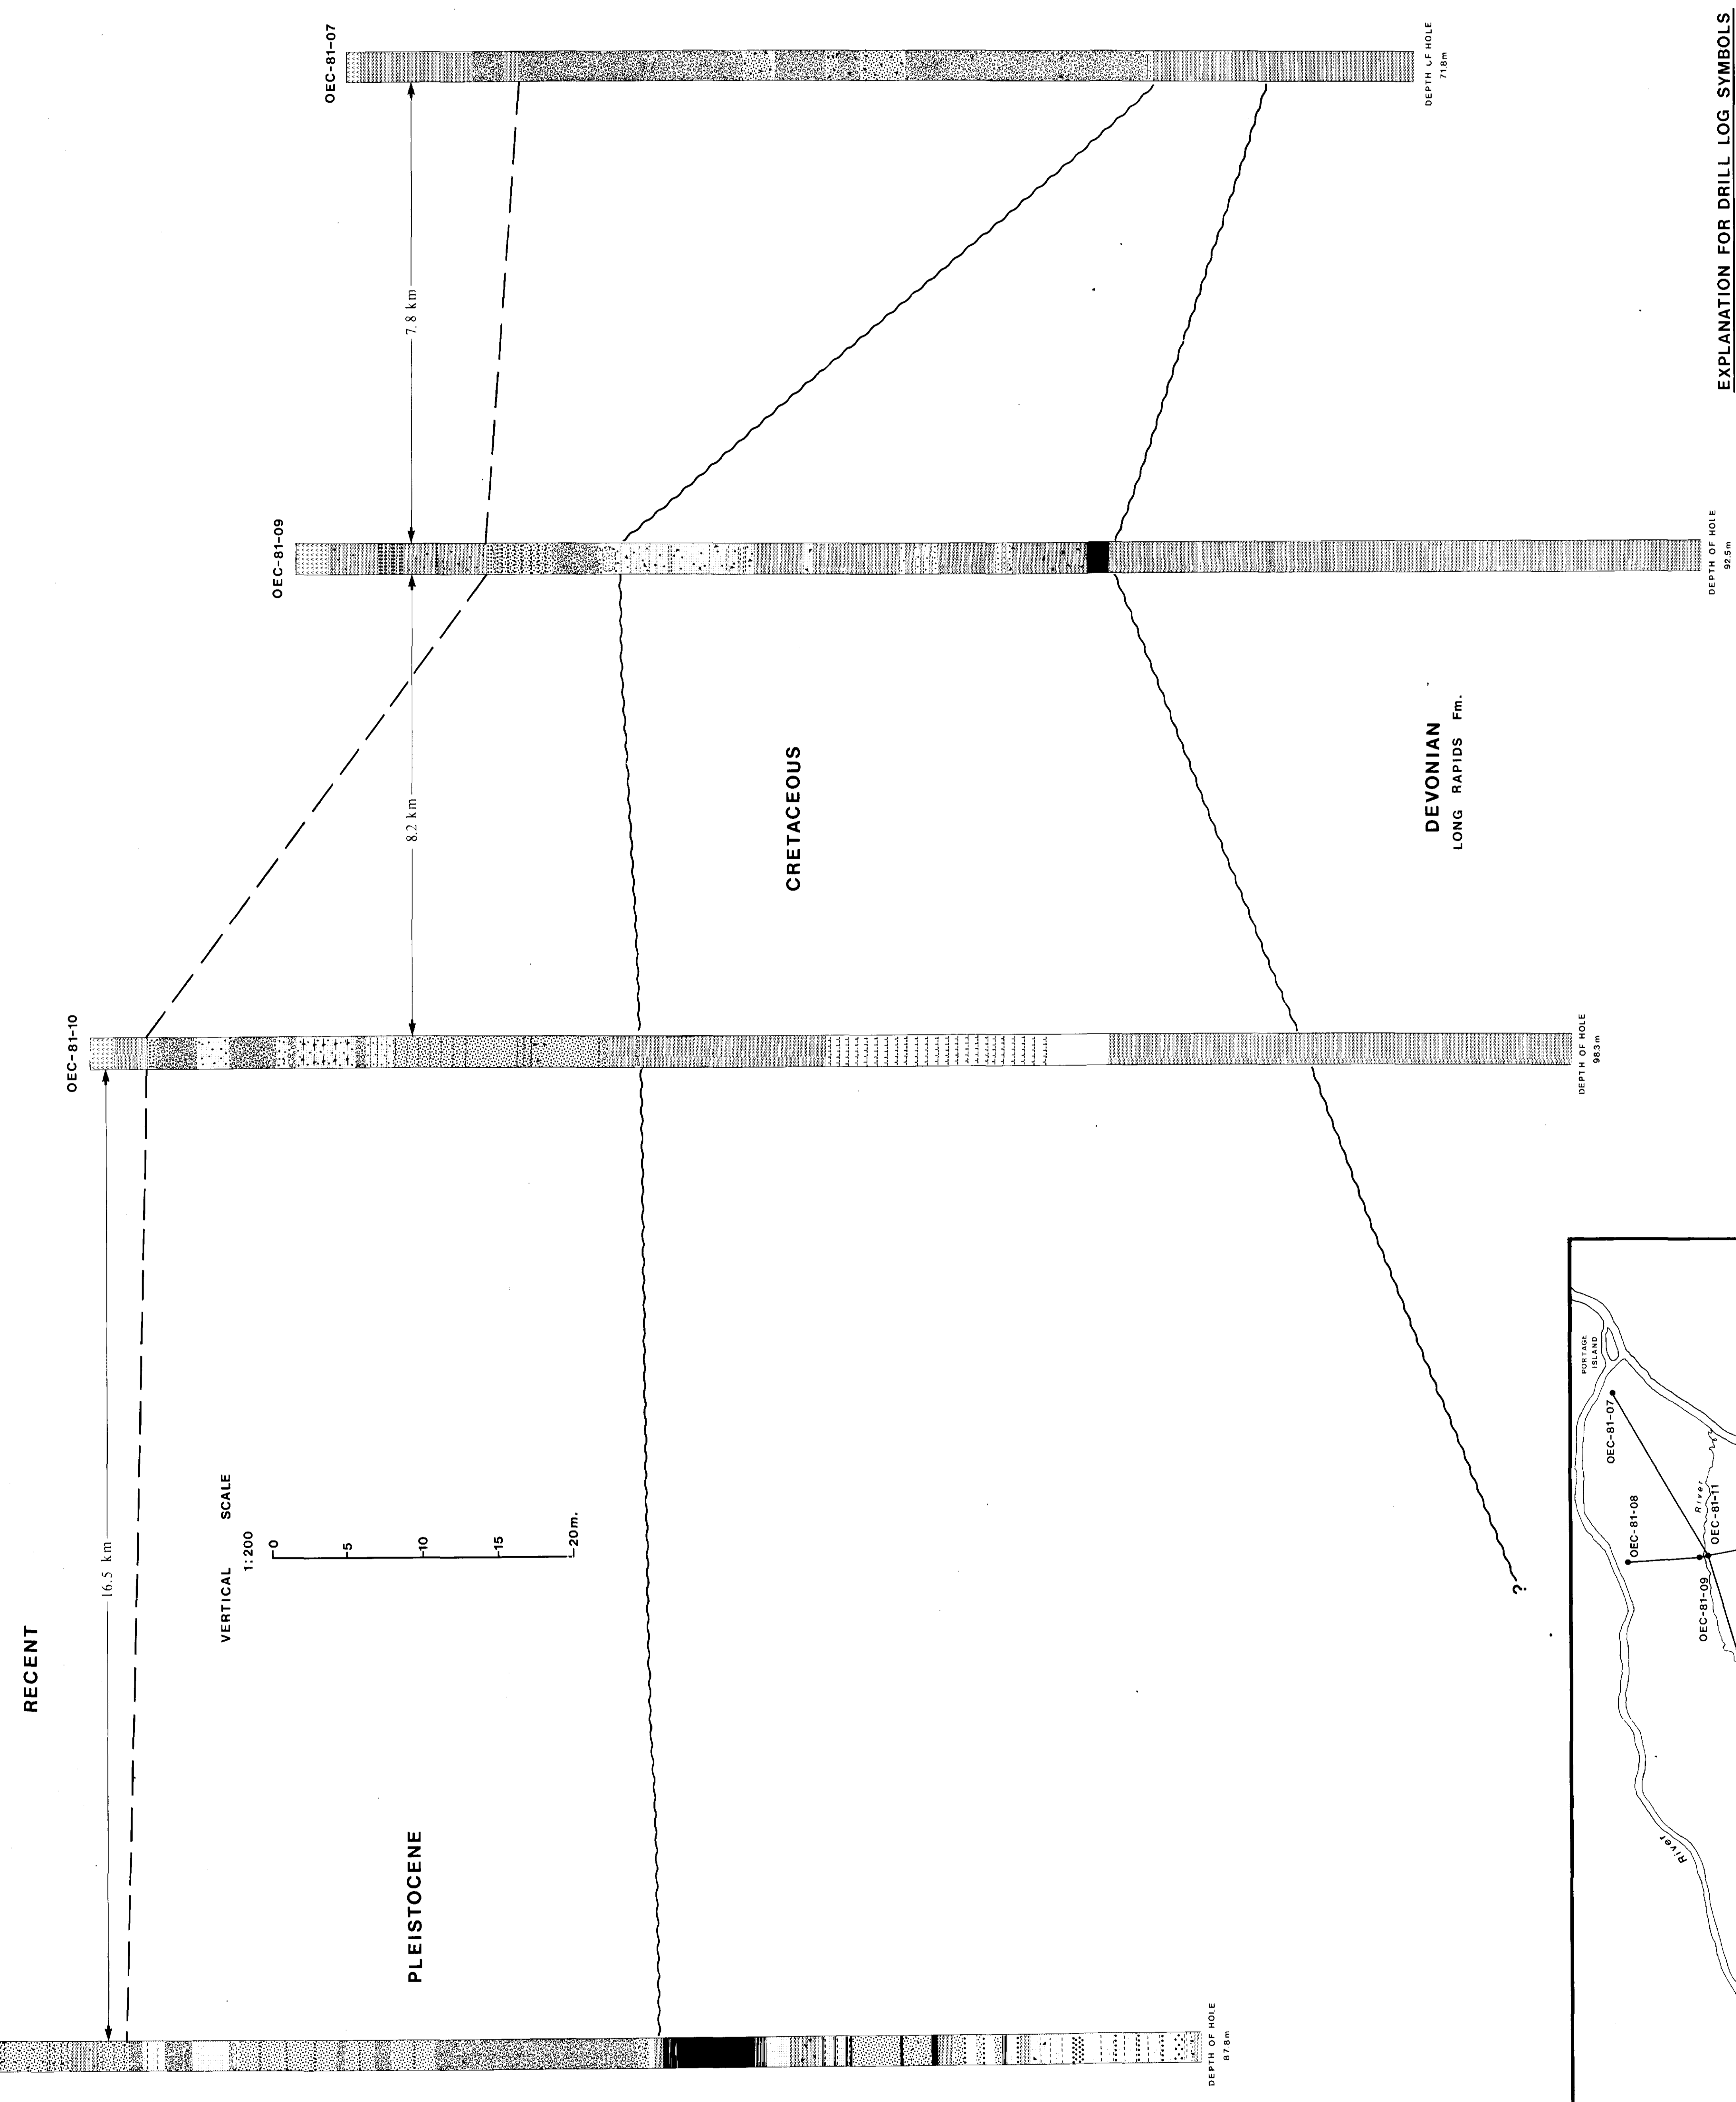 OEC-81-07
7.8 km
DEPTH OF HOLE
71.8m
EXPLANATION FOR DRILL LOG SYMBOLS
OEC-81-09
8.2 km
DEPTH OF HOLE
92.5m
CRETACEOUS
DEVONIAN
LONG RAPIDS Fm.
OEC-81-10
16.5 km
DEPTH OF HOLE
98.3m
RECENT
VERTICAL SCALE
1:200
0
5
10
15
20m.
PLEISTOCENE
?
DEPTH OF HOLE
87.8m
PORTAGE
ISLAND
OEC-81-07
OEC-81-08
River
OEC-81-11
OEC-81-09
River